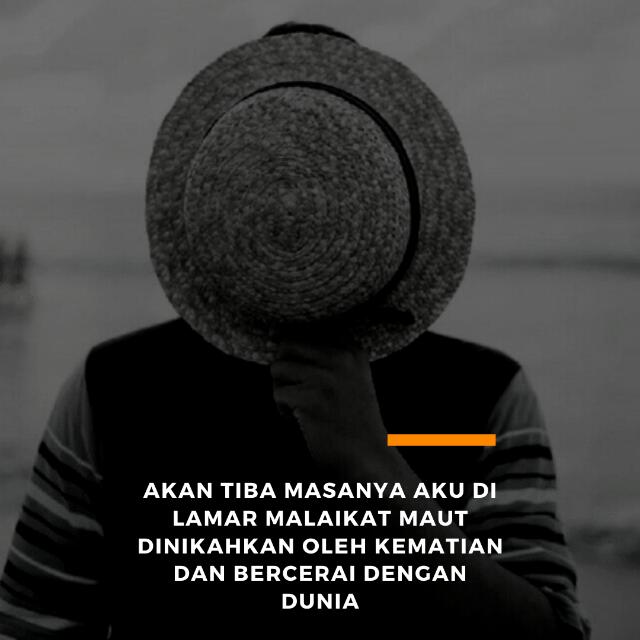 AKAN TIBA MASANYA AKU DI
LAMAR MALAIKAT MAUT
DINIKAHKAN OLEH KEMATIAN
DAN BERCERAI DENGAN
DUNIA